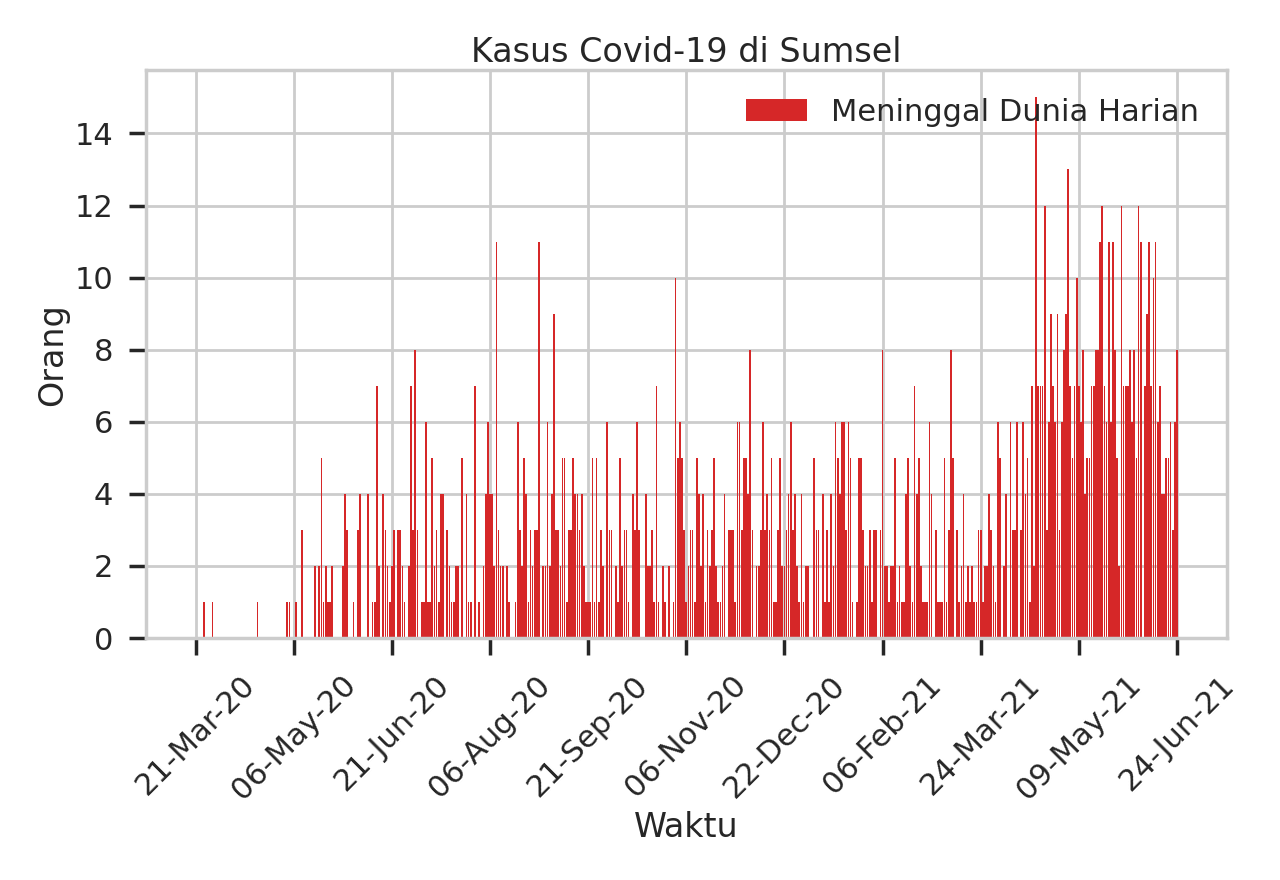 Kasus Covid-19 di Sumsel
Meninggal Dunia Harian
14
12
10
8
6
4
2
0
Orang
21-Mar-20
06-May-20
21-Jun-20
06-Aug-20
21-Sep-20
06-Nov-20
22-Dec-20
06-Feb-21
24-Mar-21
09-May-21
24-Jun-21
Waktu